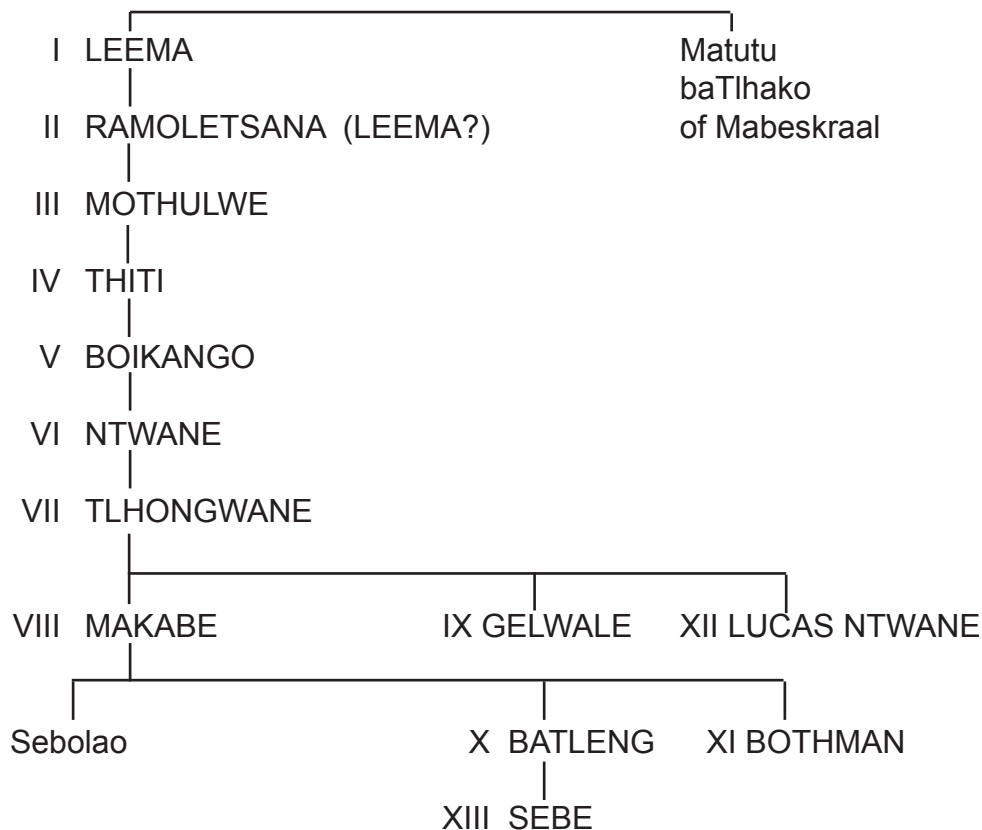 I LEEMA
Matutu
baTlhako
of Mabeskraal
II RAMOLETSANA (LEEMA?)
III MOTHULWE
IV THITI
V BOIKANGO
VI NTWANE
VII TLHONGWANE
VIII MAKABE
IX GELWALE
XII LUCAS NTWANE
Sebolao
X BATLENG
XI BOTHMAN
XIII SEBE